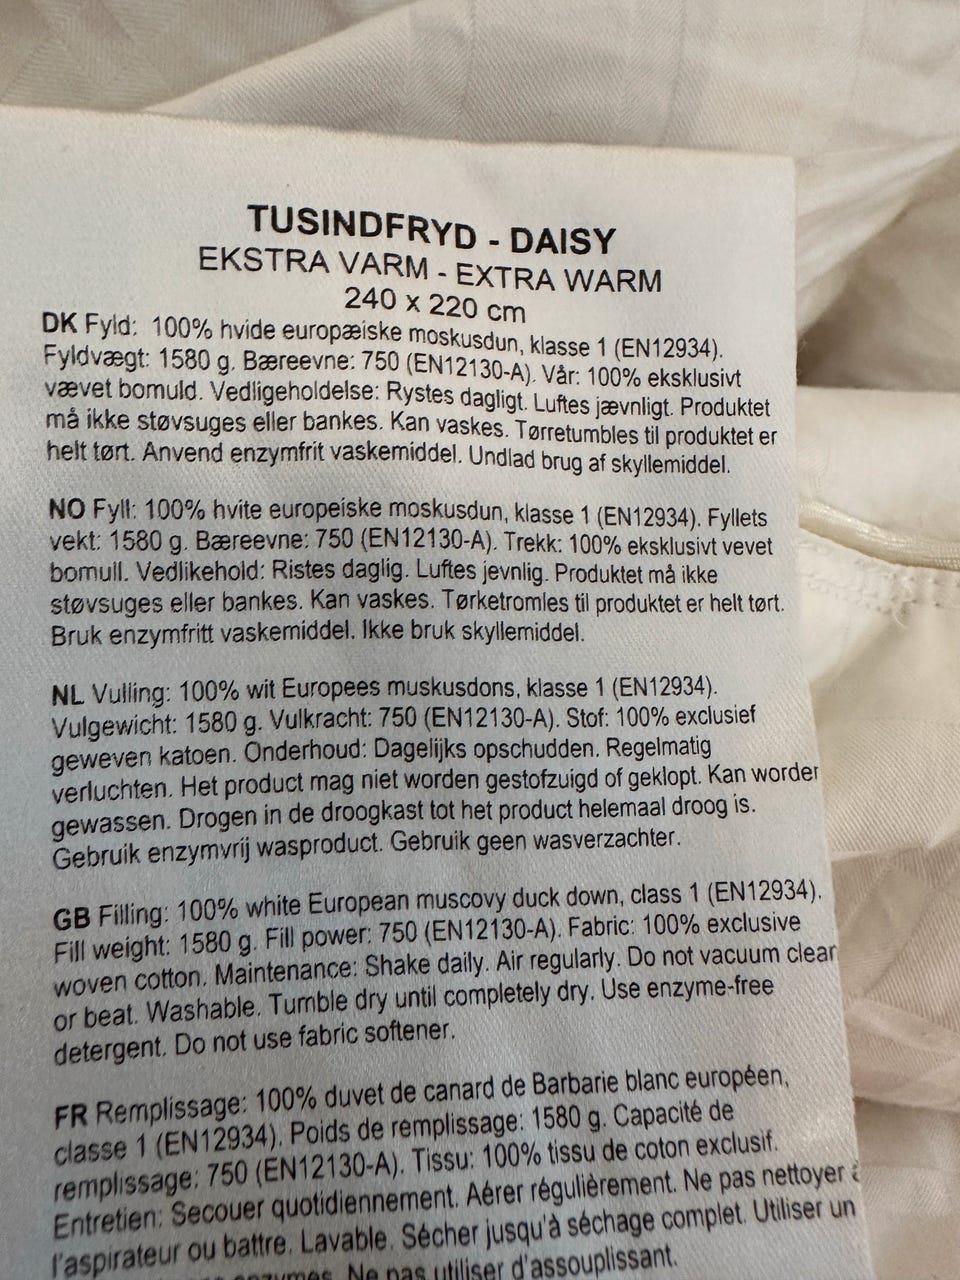 TUSINDFRYD - DAISY
EKSTRA VARM - EXTRA WARM
240 x 220 cm
DK Fyld: 100% hvide europæiske moskusdun, klasse 1 (EN12934).
Fyldvægt: 1580 g. Bæreevne: 750 (EN12130-A). Vår: 100% eksklusivt
vævet bomuld. Vedligeholdelse: Rystes dagligt. Luftes jævnligt. Produktet
må ikke støvsuges eller bankes. Kan vaskes. Tørretumbles til produktet er
helt tørt. Anvend enzymfrit vaskemiddel. Undlad brug af skyllemiddel.
NO Fyll: 100% hvite europeiske moskusdun, klasse 1 (EN12934). Fyllets
vekt: 1580 g. Bæreevne: 750 (EN12130-A). Trekk: 100% eksklusivt vevet
bomull. Vedlikehold: Ristes daglig. Luftes jevnlig. Produktet må ikke
støvsuges eller bankes. Kan vaskes. Tørketromles til produktet er helt tørt.
Bruk enzymfritt vaskemiddel. Ikke bruk skyllemiddel.
NL Vulling: 100% wit Europees muskusdons, klasse 1 (EN12934).
Vulgewicht: 1580 g. Vulkracht: 750 (EN12130-A). Stof: 100% exclusief
geweven katoen. Onderhoud: Dagelijks opschudden. Regelmatig
verluchten. Het product mag niet worden gestofzuigd of geklopt. Kan worder
gewassen. Drogen in de droogkast tot het product helemaal droog is.
Gebruik enzymvrij wasproduct. Gebruik geen wasverzachter.
GB Filling: 100% white European muscovy duck down, class 1 (EN12934).
Fill weight: 1580 g. Fill power: 750 (EN12130-A). Fabric: 100% exclusive
woven cotton. Maintenance: Shake daily. Air regularly. Do not vacuum clear
or beat. Washable. Tumble dry until completely dry. Use enzyme-free
detergent. Do not use fabric softener.
FR Remplissage: 100% duvet de canard de Barbarie blanc européen,
classe 1 (EN12934). Poids de remplissage: 1580 g. Capacité de
remplissage: 750 (EN12130-A). Tissu: 100% tissu de coton exclusif.
Entretien: Secouer quotidiennement. Aérer régulièrement. Ne pas nettoyer
l'aspirateur ou battre. Lavable. Sécher jusqu'à séchage complet. Utiliser un
enzymes. Ne pas utiliser d'assouplissant.